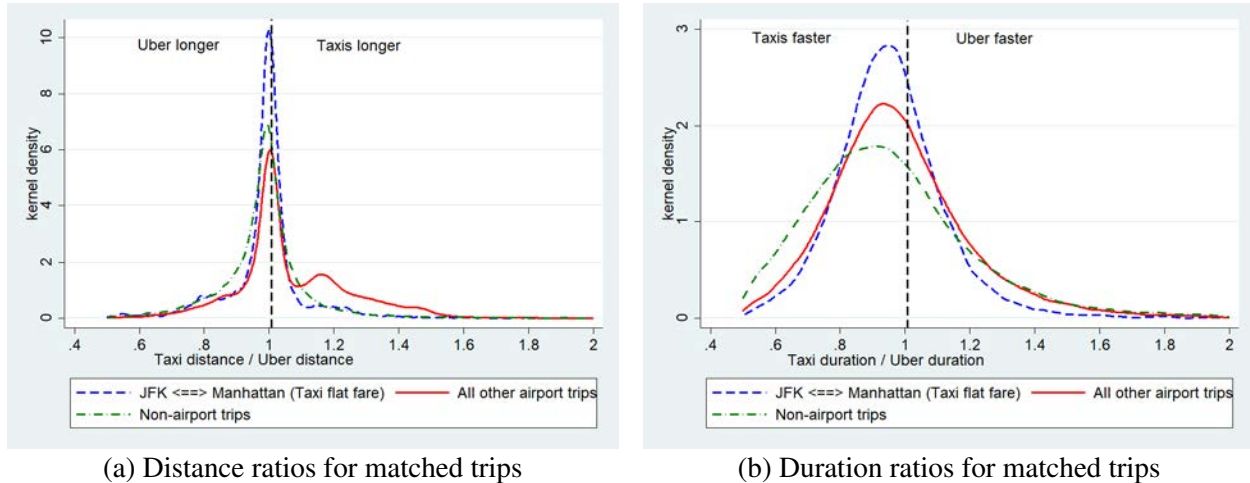 Uber longer
Taxis longer
kernel density
10
8
6
4
2
0
.4 .6 .8 1 1.2 1.4 1.6 1.8 2
Taxi distance / Uber distance
JFK <==> Manhattan (Taxi flat fare) All other airport trips
Non-airport trips
(a) Distance ratios for matched trips
Taxis faster
Uber faster
kernel density
3
2
1
0
.4 .6 .8 1 1.2 1.4 1.6 1.8 2
Taxi duration / Uber duration
JFK <==> Manhattan (Taxi flat fare) All other airport trips
Non-airport trips
(b) Duration ratios for matched trips